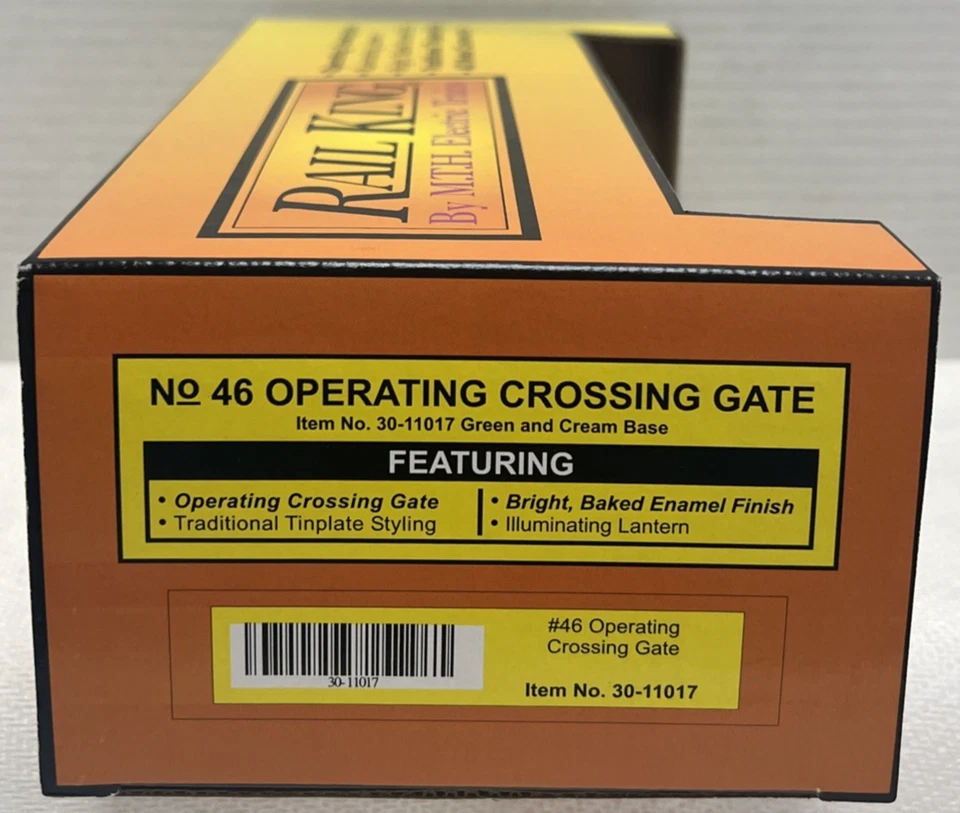 RAIL KING
By M.T.H. Electric Trains
No 46 OPERATING CROSSING GATE
Item No. 30-11017 Green and Cream Base
FEATURING
• Operating Crossing Gate
• Traditional Tinplate Styling
• Bright, Baked Enamel Finish
• Illuminating Lantern
30-11017
#46 Operating
Crossing Gate
Item No. 30-11017